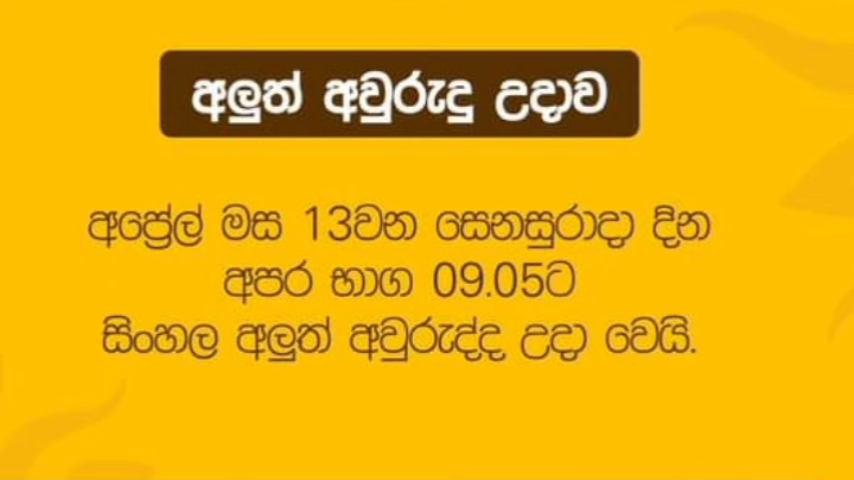 අලුත් අවුරුදු උදාව
අප්‍රේල් මස 13වන සෙනසුරාදා දින
අපර භාග 09.05ට
සිංහල අලුත් අවුරුද්ද උදා වෙයි.